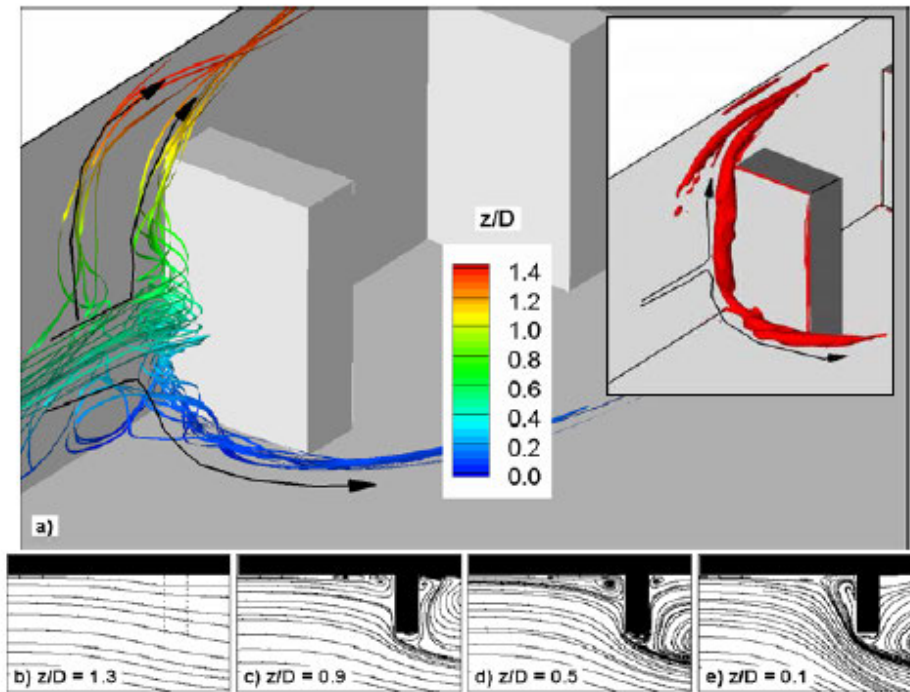 z/D
1.4
1.2
1.0
0.8
0.6
0.4
0.2
0.0
a)
b) z/D = 1.3
c) z/D = 0.9
d) z/D = 0.5
e) z/D = 0.1